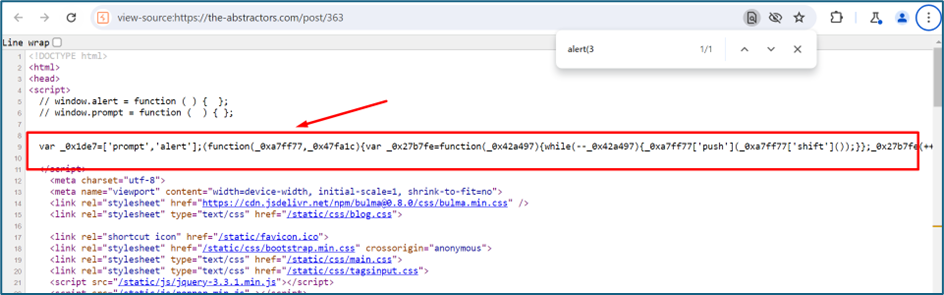 view-source:https://the-abstractors.com/post/363
Line wrap
alert(3 1/1
1 <!DOCTYPE html>
2 <html>
3 <head>
4 <script>
5 // window.alert = function ( ) { };
6 // window.prompt = function ( ) { };
7
8
9 var _0x1de7=['prompt','alert'];(function(_0xa7ff77,_0x47fa1c){var _0x27b7fe=function(_0x42a497){while(--_0x42a497){_0xa7ff77['push'](_0xa7ff77['shift']());}};_0x27b7fe(++
10
11 </script>
12 <meta charset="utf-8">
13 <meta name="viewport" content="width=device-width, initial-scale=1, shrink-to-fit=no">
14 <link rel="stylesheet" href="https://cdn.jsdelivr.net/npm/bulma@0.8.0/css/bulma.min.css" />
15 <link rel="stylesheet" type="text/css" href="/static/css/blog.css">
16
17 <link rel="shortcut icon" href="/static/favicon.ico">
18 <link rel="stylesheet" href="/static/css/bootstrap.min.css" crossorigin="anonymous">
19 <link rel="stylesheet" type="text/css" href="/static/css/main.css">
20 <link rel="stylesheet" type="text/css" href="/static/css/tagsinput.css">
21 <script src="/static/js/jquery-3.3.1.min.js"></script>